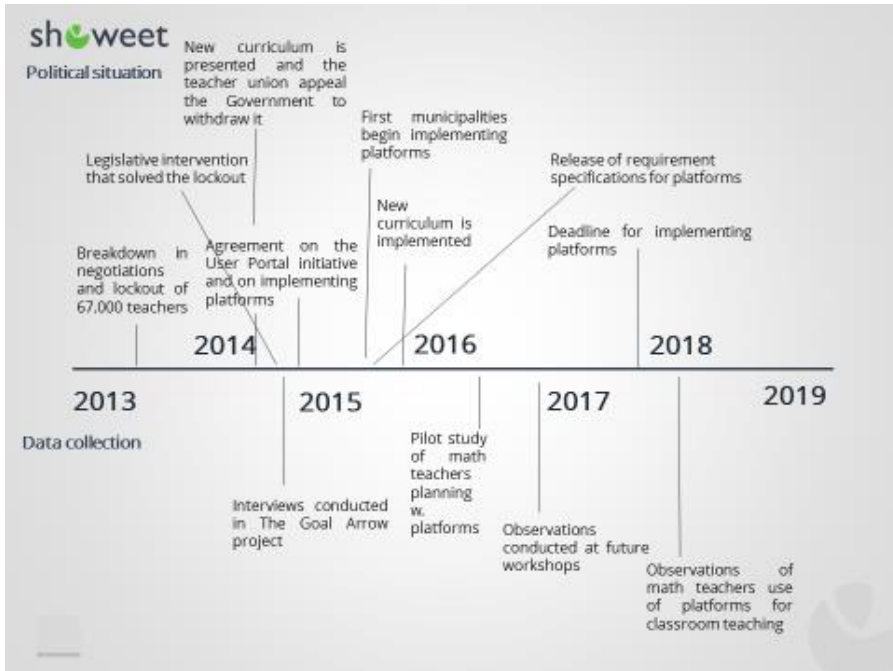 showeet
Political situation
New curriculum is
presented and the
teacher union appeal
the Government to
withdraw it
First municipalities
begin implementing
platforms
Legislative intervention
that solved the lockout
Release of requirement
specifications for platforms
New
curriculum is
implemented
Deadline for implementing
platforms
Breakdown in
negotiations
and lockout of
67.000 teachers
Agreement on the
User Portal initiative
and on implementing
platforms
2014
2016
2018
2013
2015
2017
2019
Data collection
Interviews conducted
in The Goal Arrow
project
Pilot study
of math
teachers
planning
w.
platforms
Observations
conducted at future
workshops
Observations of
math teachers use
of platforms for
classroom teaching